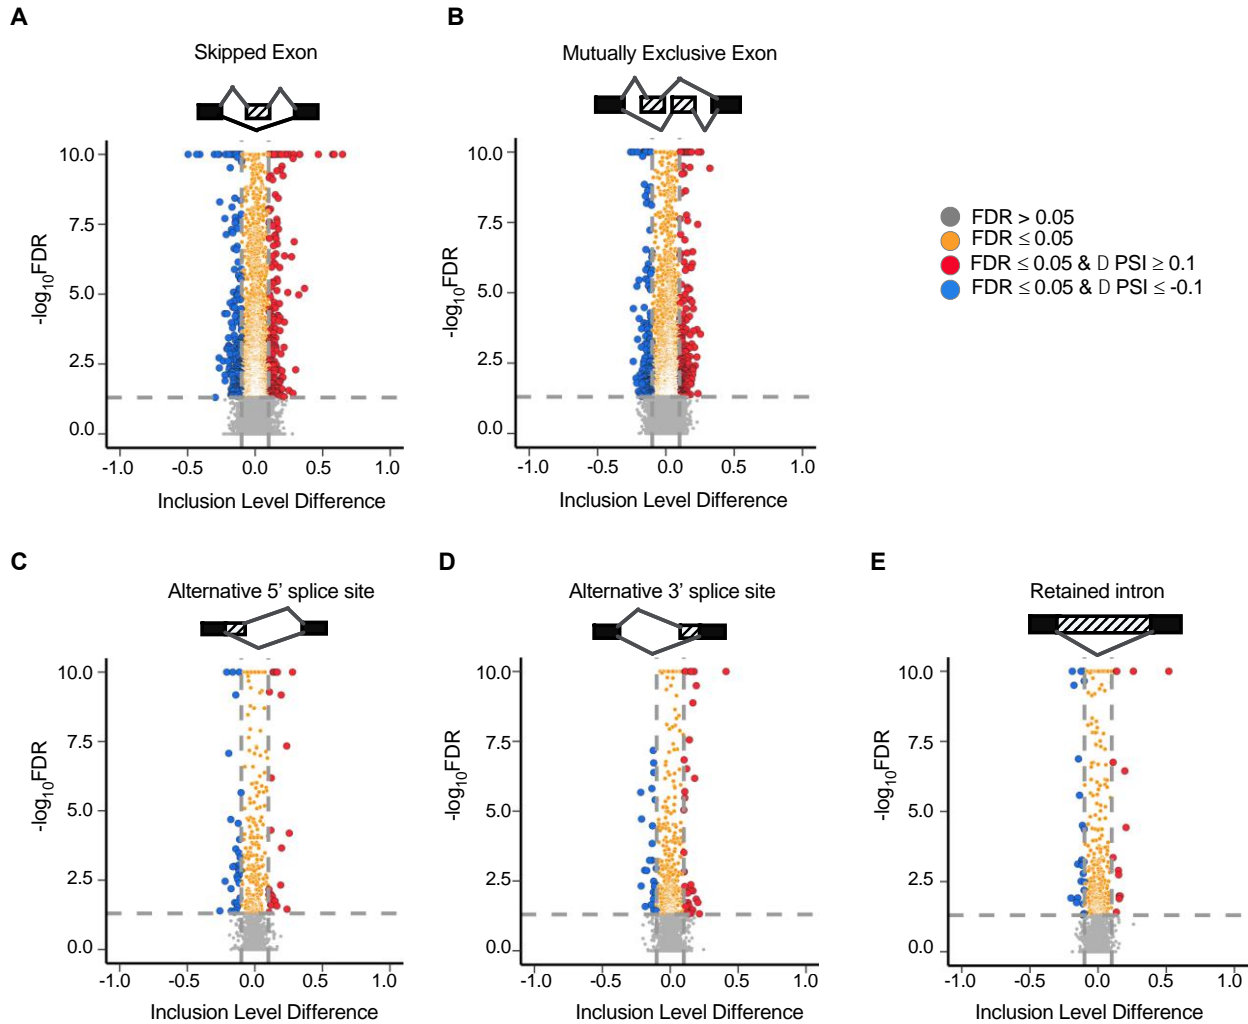 A
B
Skipped Exon
Mutually Exclusive Exon
10.0
7.5
5.0
2.5
0.0
-log10FDR
-1.0 -0.5 0.0 0.5 1.0
Inclusion Level Difference
10.0
7.5
5.0
2.5
0.0
-log10FDR
-1.0 -0.5 0.0 0.5 1.0
Inclusion Level Difference
FDR > 0.05
FDR ≤ 0.05
FDR ≤ 0.05 & D PSI ≥ 0.1
FDR ≤ 0.05 & D PSI ≤ -0.1
C
D
E
Alternative 5’ splice site
Alternative 3’ splice site
Retained intron
10.0
7.5
5.0
2.5
0.0
-log10FDR
-1.0 -0.5 0.0 0.5 1.0
Inclusion Level Difference
10.0
7.5
5.0
2.5
0.0
-log10FDR
-1.0 -0.5 0.0 0.5 1.0
Inclusion Level Difference
10.0
7.5
5.0
2.5
0.0
-log10FDR
-1.0 -0.5 0.0 0.5 1.0
Inclusion Level Difference